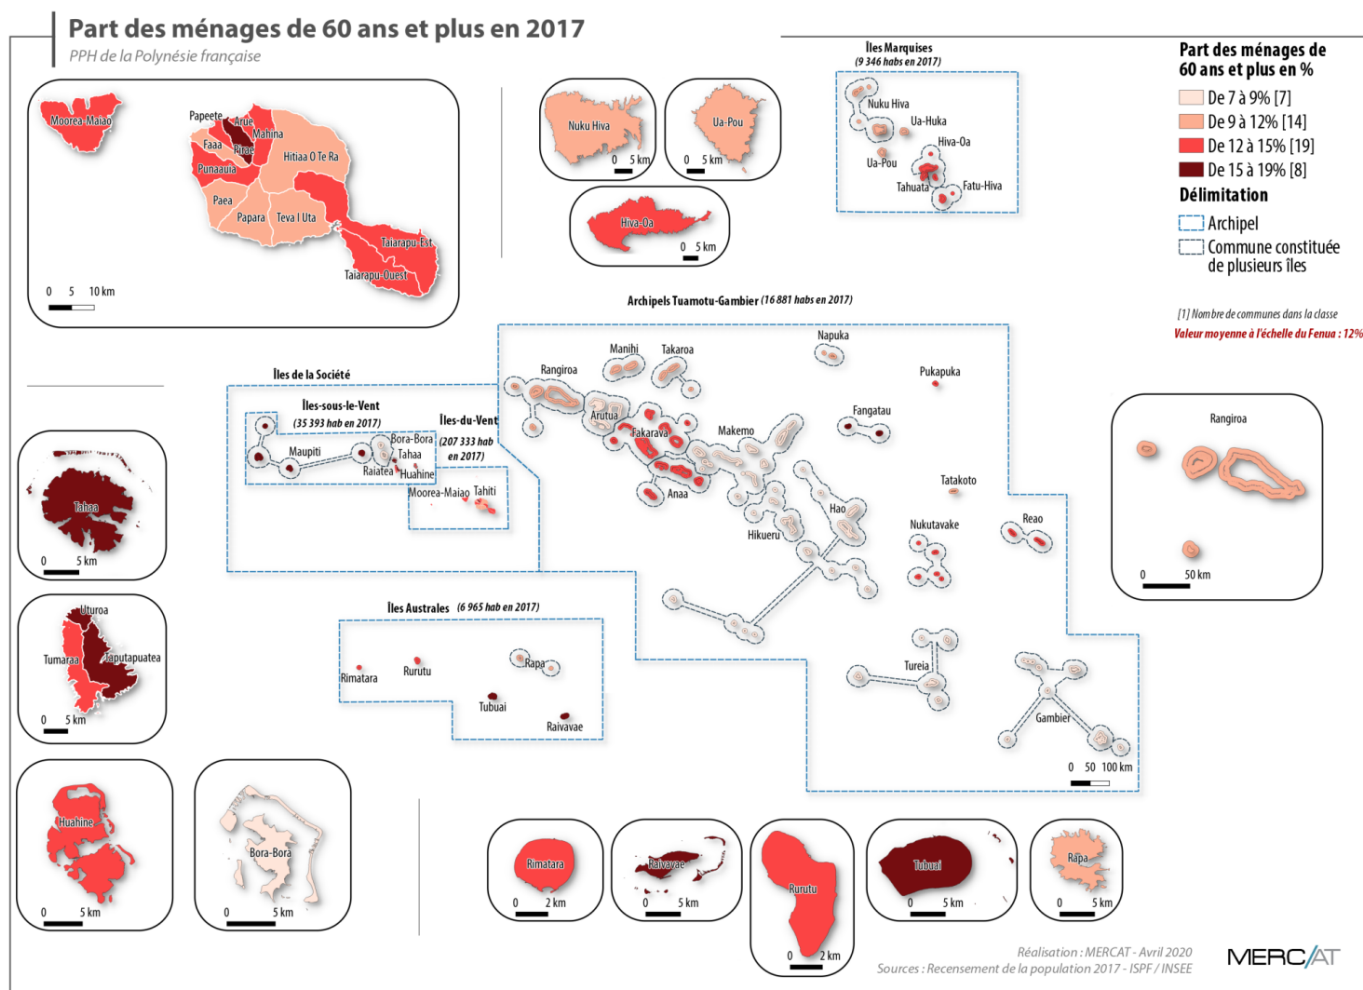 Part des ménages de 60 ans et plus en 2017
PPH de la Polynésie française
Moorea-Maiao
Papeete
Arue
Mahina
Faaa
Pirae
Hitiaa O Te Ra
Punaauia
Paea
Papara
Teva I Uta
Taiarapu-Est
Taiarapu-Ouest
0 5 10 km
Nuku Hiva
0 5 km
Ua-Pou
0 5 km
Hiva-Oa
0 5 km
Îles Marquises
(9 346 habs en 2017)
Nuku Hiva
Ua-Huka
Hiva-Oa
Ua-Pou
Tahuata
Fatu-Hiva
Part des ménages de
60 ans et plus en %
De 7 à 9% [7]
De 9 à 12% [14]
De 12 à 15% [19]
De 15 à 19% [8]
Délimitation
Archipel
Commune constituée
de plusieurs îles
[1] Nombre de communes dans la classe
Valeur moyenne à l'échelle du Fenua : 12%
Archipels Tuamotu-Gambier (16 881 habs en 2017)
Manihi
Takaroa
Napuka
Rangiroa
Pukapuka
Arutua
Fangatau
Fakarava
Makemo
Anaa
Tatakoto
Hao
Hikueru
Nukutavake
Reao
Tureia
Gambier
0 50 100 km
Îles de la Société
Îles-sous-le-Vent
(35 393 hab en 2017)
Îles-du-Vent
(207 333 hab
en 2017)
Bora-Bora
Maupiti
Tahaa
Raiatea
Huahine
Moorea-Maiao
Tahiti
Îles Australes (6 965 hab en 2017)
Rimatara
Rurutu
Rapa
Tubuai
Raivavae
Rangiroa
0 50 km
Tahaa
0 5 km
Uturoa
Tumaraa
Taputapuatea
0 5 km
Huahine
0 5 km
Bora-Bora
0 5 km
Rimatara
0 2 km
Raivavae
0 5 km
Rurutu
0 2 km
Tubuai
0 5 km
Rapa
0 5 km
Réalisation : MERCAT - Avril 2020
Sources : Recensement de la population 2017 - ISPF / INSEE
MERC/AT